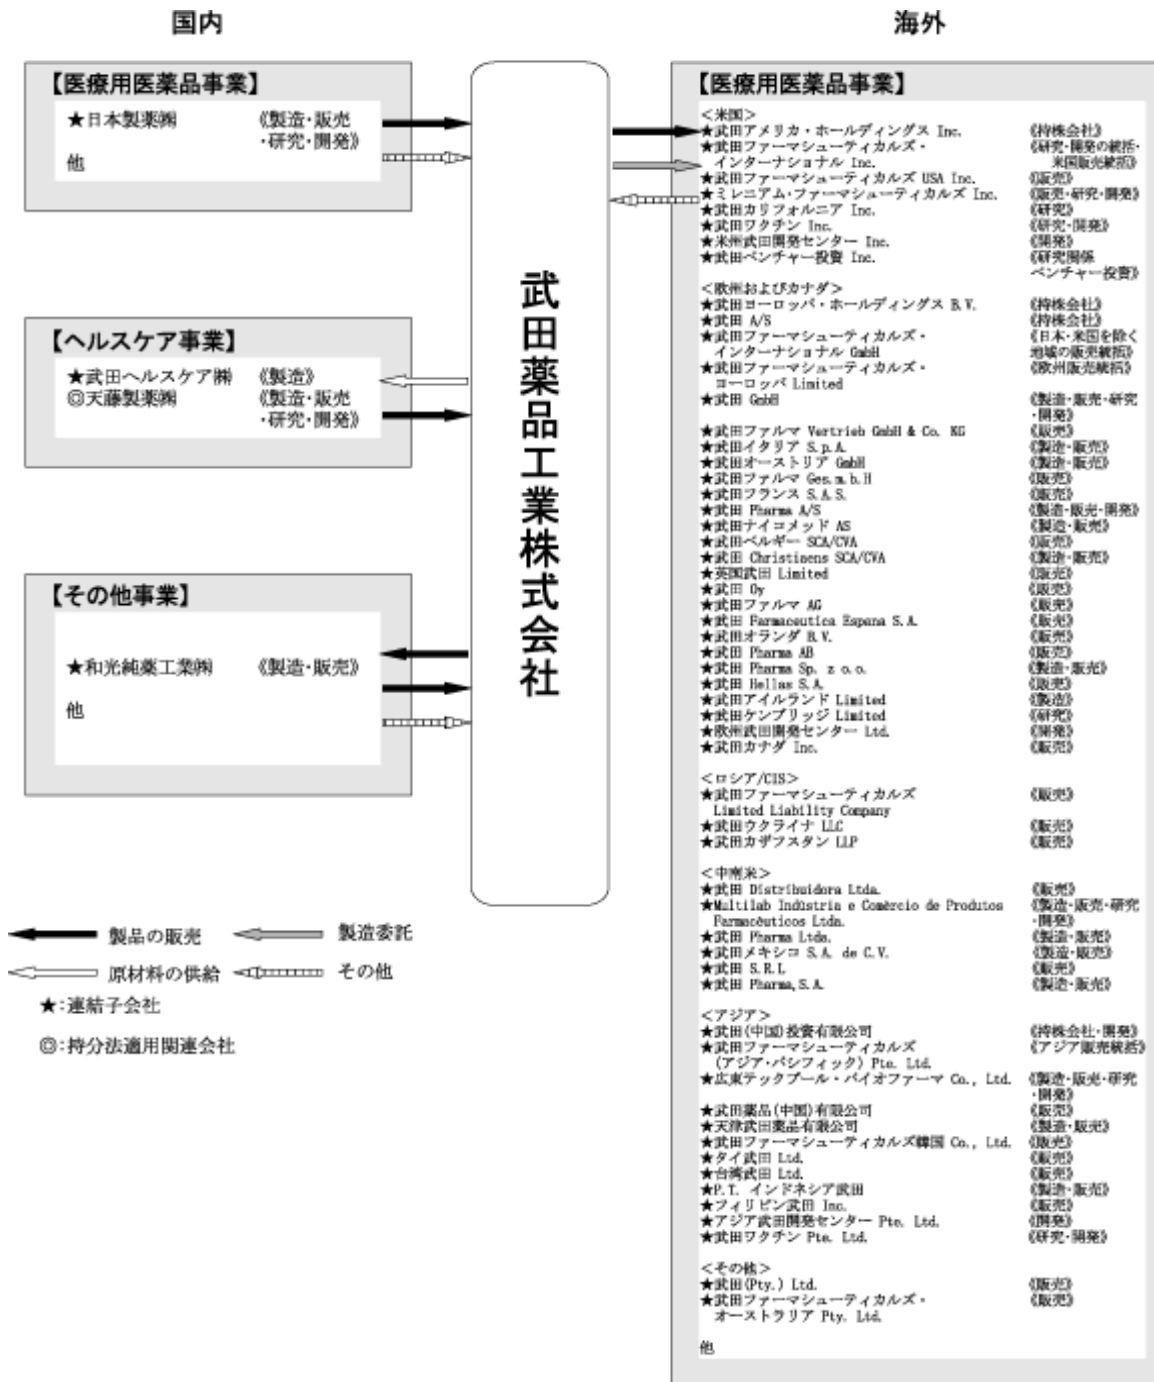 国内
海外
【医療用医薬品事業】
★日本製薬㈱ 《製造・販売
・研究・開発》
他
【ヘルスケア事業】
★武田ヘルスケア㈱ 《製造》
◎天藤製薬㈱ 《製造・販売
・研究・開発》
【その他事業】
★和光純薬工業㈱ 《製造・販売》
他
武田薬品工業株式会社
【医療用医薬品事業】
＜米国＞
★武田アメリカ・ホールディングス Inc. 《持株会社》
★武田ファーマシューティカルズ・ 《研究・開発の統括・
インターナショナル Inc. 米国販売統括》
★武田ファーマシューティカルズ USA Inc. 《販売》
★ミレニアム・ファーマシューティカルズ Inc. 《販売・研究・開発》
★武田カリフォルニア Inc. 《研究》
★武田ワクチン Inc. 《研究・開発》
★米州武田開発センター Inc. 《開発》
★武田ベンチャー投資 Inc. 《研究関係
ベンチャー投資》
＜欧州およびカナダ＞
★武田ヨーロッパ・ホールディングス B.V. 《持株会社》
★武田 A/S 《持株会社》
★武田ファーマシューティカルズ・ 《日本・米国を除く
インターナショナル GmbH 地域の販売統括》
★武田ファーマシューティカルズ・ 《欧州販売統括》
ヨーロッパ Limited
★武田 GmbH 《製造・販売・研究
・開発》
★武田ファルマ Vertrieb GmbH & Co. KG 《販売》
★武田イタリア S.p.A. 《製造・販売》
★武田オーストリア GmbH 《製造・販売》
★武田ファルマ Ges.m.b.H 《販売》
★武田フランス S.A.S. 《販売》
★武田 Pharma A/S 《製造・販売・開発》
★武田ナイコメッド AS 《製造・販売》
★武田ベルギー SCA/CVA 《販売》
★武田 Christiaens SCA/CVA 《製造・販売》
★英国武田 Limited 《販売》
★武田 Oy 《販売》
★武田ファルマ AG 《販売》
★武田 Farmaceutica Espana S.A. 《販売》
★武田オランダ B.V. 《販売》
★武田 Pharma AB 《販売》
★武田 Pharma Sp. z o.o. 《製造・販売》
★武田 Hellas S.A. 《販売》
★武田アイルランド Limited 《製造》
★武田ケンブリッジ Limited 《研究》
★欧州武田開発センター Ltd. 《開発》
★武田カナダ Inc. 《販売》
＜ロシア/CIS＞
★武田ファーマシューティカルズ 《販売》
Limited Liability Company
★武田ウクライナ LLC 《販売》
★武田カザフスタン LLP 《販売》
＜中南米＞
★武田 Distribuidora Ltda. 《販売》
★Multilab Indústria e Comércio de Produtos 《製造・販売・研究
Farmacêuticos Ltda. ・開発》
★武田 Pharma Ltda. 《製造・販売》
★武田メキシコ S.A. de C.V. 《製造・販売》
★武田 S.R.L 《販売》
★武田 Pharma,S.A. 《製造・販売》
＜アジア＞
★武田(中国)投資有限公司 《持株会社・開発》
★武田ファーマシューティカルズ 《アジア販売統括》
(アジア・パシフィック) Pte. Ltd.
★広東テックプール・バイオファーマ Co., Ltd. 《製造・販売・研究
・開発》
★武田薬品(中国)有限公司 《販売》
★天津武田薬品有限公司 《製造・販売》
★武田ファーマシューティカルズ韓国 Co., Ltd. 《販売》
★タイ武田 Ltd. 《販売》
★台湾武田 Ltd. 《販売》
★P.T. インドネシア武田 《製造・販売》
★フィリピン武田 Inc. 《販売》
★アジア武田開発センター Pte. Ltd. 《開発》
★武田ワクチン Pte. Ltd. 《研究・開発》
＜その他＞
★武田(Pty.) Ltd. 《販売》
★武田ファーマシューティカルズ・ 《販売》
オーストラリア Pty. Ltd.
他
製品の販売 製造委託
原材料の供給 その他
★:連結子会社
◎:持分法適用関連会社